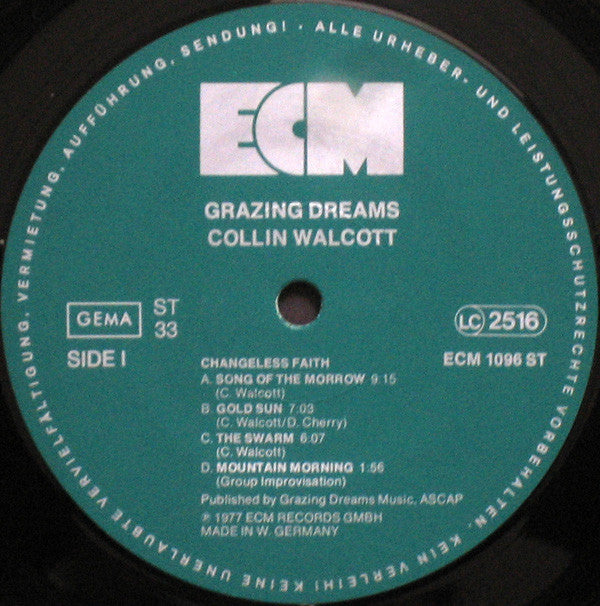 ALLE URHEBER- UND LEISTUNGSSCHUTZRECHTE VORBEHALTEN. KEIN VERLEIH! KEINE UNERLAUBTE VERVIELFÄLTIGUNG, VERMIETUNG, AUFFÜHRUNG, SENDUNG! ·
ECM
GRAZING DREAMS
COLLIN WALCOTT
GEMA
ST
33
LC 2516
SIDE I
ECM 1096 ST
CHANGELESS FAITH
A. SONG OF THE MORROW 9:15
(C. Walcott)
B. GOLD SUN 7.03
(C. Walcott/D. Cherry)
C. THE SWARM 6:07
(C. Walcott)
D. MOUNTAIN MORNING 1:56
(Group Improvisation)
Published by Grazing Dreams Music, ASCAP
℗ 1977 ECM RECORDS GMBH
MADE IN W. GERMANY